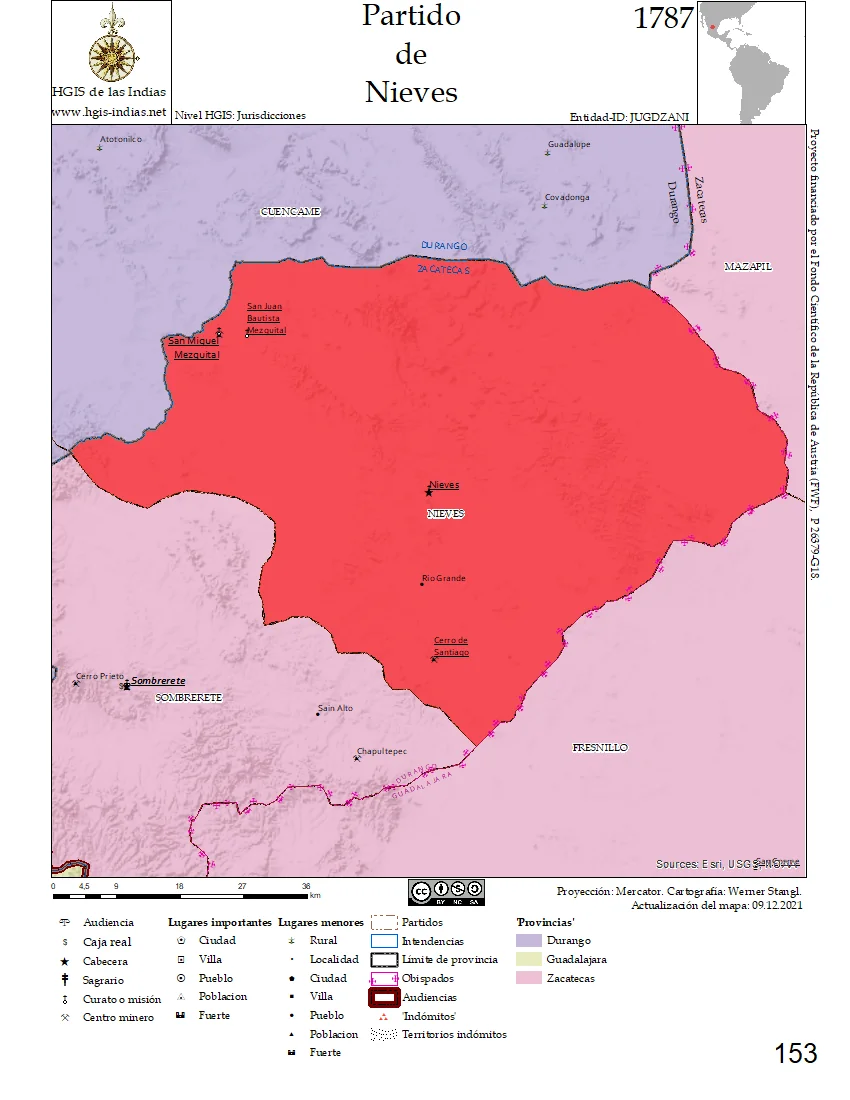 Partido
de
Nieves
1787
HGIS de las Indias
www.hgis-indias.net
Nivel HGIS: Jurisdicciones
Entidad-ID: JUGDZANI
Atotonilco
Guadalupe
Covadonga
CUENCAME
Durango
Zacatecas
DURANGO
ZACATECAS
MAZAPIL
San Juan
Bautista
Mezquital
San Miguel
Mezquital
Nieves
NIEVES
Rio Grande
Cerro de
Santiago
Cerro Prieto
Sombrerete
SOMBRERETE
Sain Alto
Chapultepec
FRESNILLO
DURANGO
GUADALAJARA
Sources: Esri, USGS, NOAA
Proyecto financiado por el Fondo Científico de la República de Austria (FWF), P 26379-G18.
0 4,5 9 18 27 36
km
CC BY NC SA
Proyección: Mercator. Cartografía: Werner Stangl.
Actualización del mapa: 09.12.2021
Audiencia
Caja real
Cabecera
Sagrario
Curato o misión
Centro minero
Lugares importantes
Ciudad
Villa
Pueblo
Poblacion
Fuerte
Lugares menores
Rural
Localidad
Ciudad
Villa
Pueblo
Poblacion
Fuerte
Partidos
Intendencias
Límite de provincia
Obispados
Audiencias
'Indómitos'
Territorios indómitos
'Provincias'
Durango
Guadalajara
Zacatecas
153